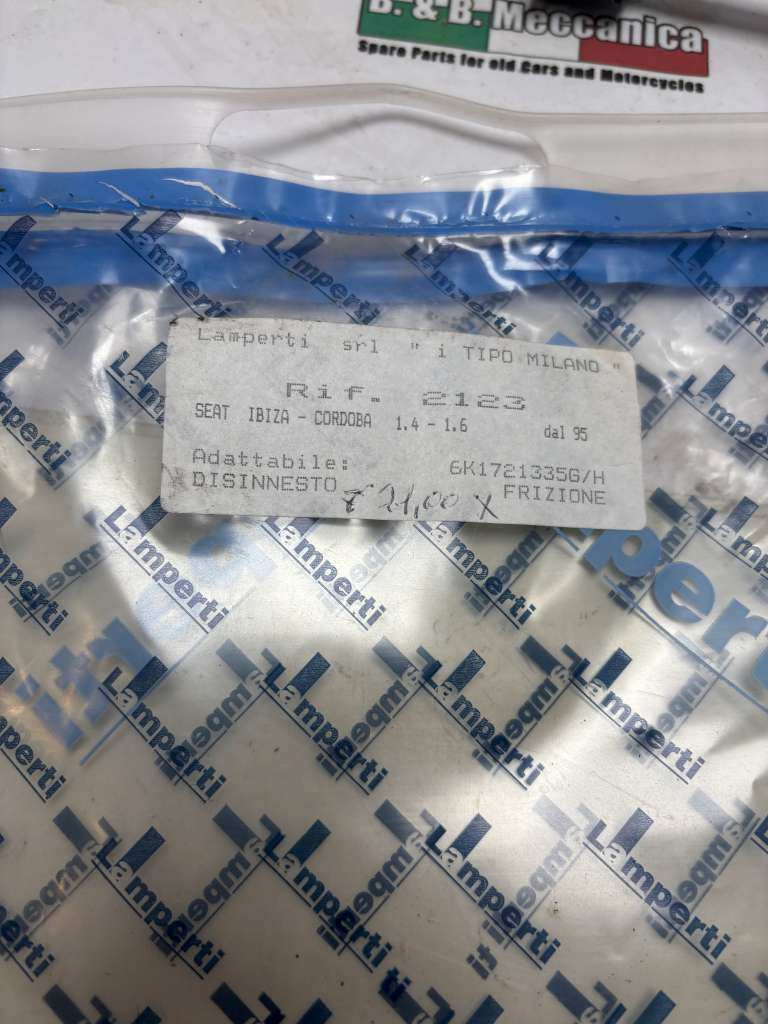 B. & B. Meccanica
Spare Parts for old Cars and Motorcycles
Lamperti srl " i TIPO MILANO "
Rif. 2123
SEAT IBIZA - CORDOBA 1.4 - 1.6 dal 95
Adattabile: 6K1721335G/H
DISINNESTO FRIZIONE
€ 21,00 X
Lamperti